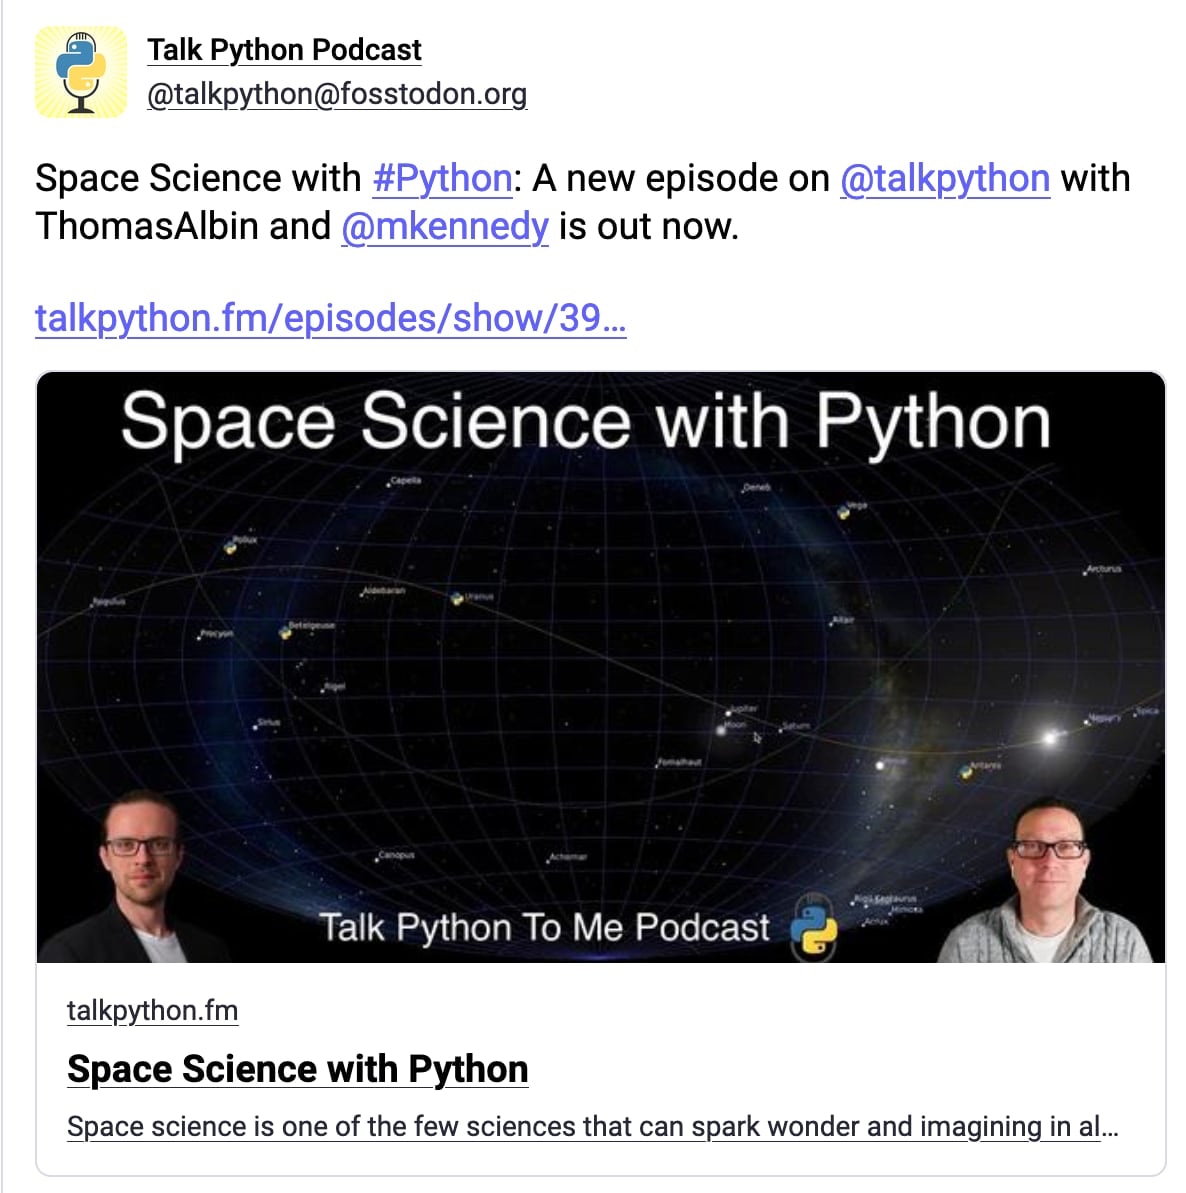 Talk Python Podcast
@talkpython@fosstodon.org
Space Science with #Python: A new episode on @talkpython with
ThomasAlbin and @mkennedy is out now.
talkpython.fm/episodes/show/39…
Space Science with Python
Capella
Deneb
Vega
Pollux
Arcturus
Aldebaran
Uranus
Regulus
Altair
Betelgeuse
Procyon
Rigel
Jupiter
Spica
Sirius
Moon
Saturn
Mercury
Fomalhaut
Antares
Canopus
Achernar
Rigil Kentaurus
Mimosa
Acrux
Talk Python To Me Podcast
talkpython.fm
Space Science with Python
Space science is one of the few sciences that can spark wonder and imagining in al…